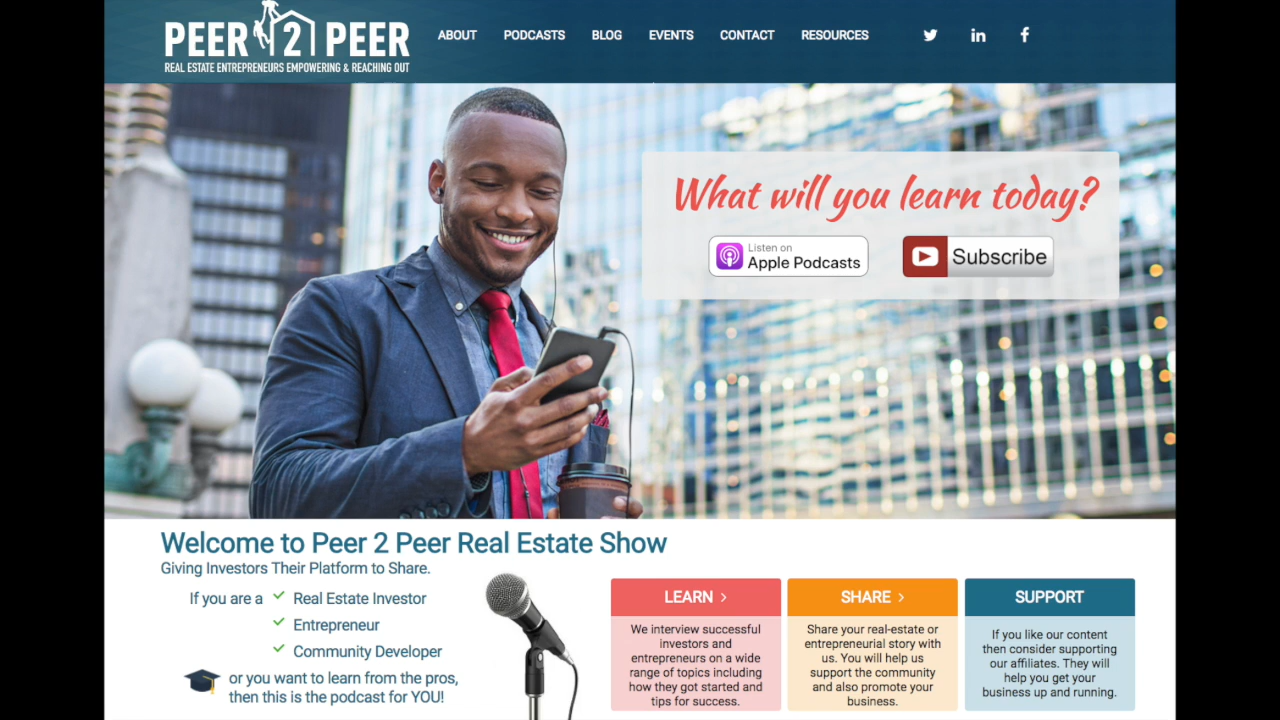 PEER 2 PEER
REAL ESTATE ENTREPRENEURS EMPOWERING & REACHING OUT
ABOUT PODCASTS BLOG EVENTS CONTACT RESOURCES
What will you learn today?
Listen on
Apple Podcasts
Subscribe
Welcome to Peer 2 Peer Real Estate Show
Giving Investors Their Platform to Share.
If you are a Real Estate Investor
Entrepreneur
Community Developer
or you want to learn from the pros,
then this is the podcast for YOU!
LEARN >
We interview successful
investors and
entrepreneurs on a wide
range of topics including
how they got started and
tips for success.
SHARE >
Share your real-estate or
entrepreneurial story with
us. You will help us
support the community
and also promote your
business.
SUPPORT
If you like our content
then consider supporting
our affiliates. They will
help you get your
business up and running.